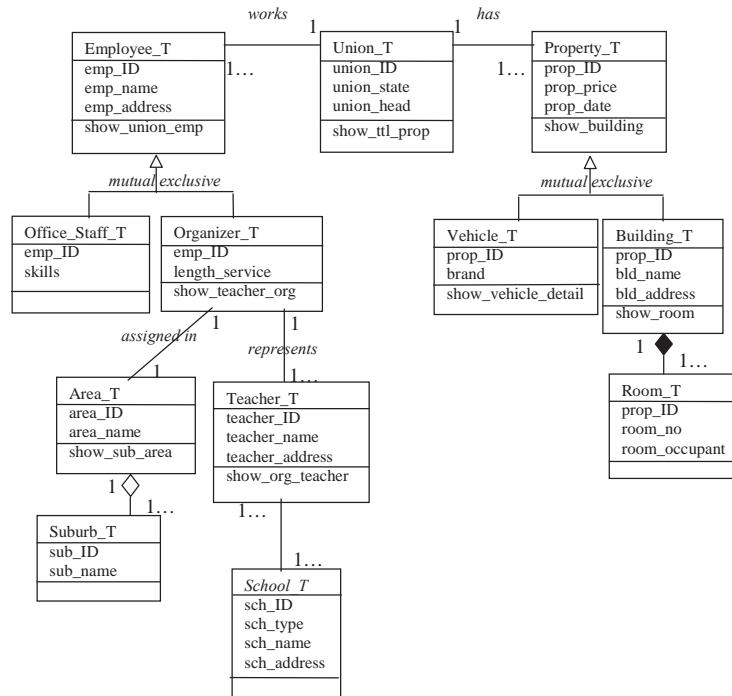 works
has
1
1
Employee_T
emp_ID
emp_name
emp_address
show_union_emp
1...
Union_T
union_ID
union_state
union_head
show_ttl_prop
1...
Property_T
prop_ID
prop_price
prop_date
show_building
mutual exclusive
mutual exclusive
Office_Staff_T
emp_ID
skills
Organizer_T
emp_ID
length_service
show_teacher_org
Vehicle_T
prop_ID
brand
show_vehicle_detail
Building_T
prop_ID
bld_name
bld_address
show_room
assigned in
1
1
represents
1
1...
1
1...
Area_T
area_ID
area_name
show_sub_area
Teacher_T
teacher_ID
teacher_name
teacher_address
show_org_teacher
Room_T
prop_ID
room_no
room_occupant
1
1...
1...
Suburb_T
sub_ID
sub_name
1...
School_T
sch_ID
sch_type
sch_name
sch_address